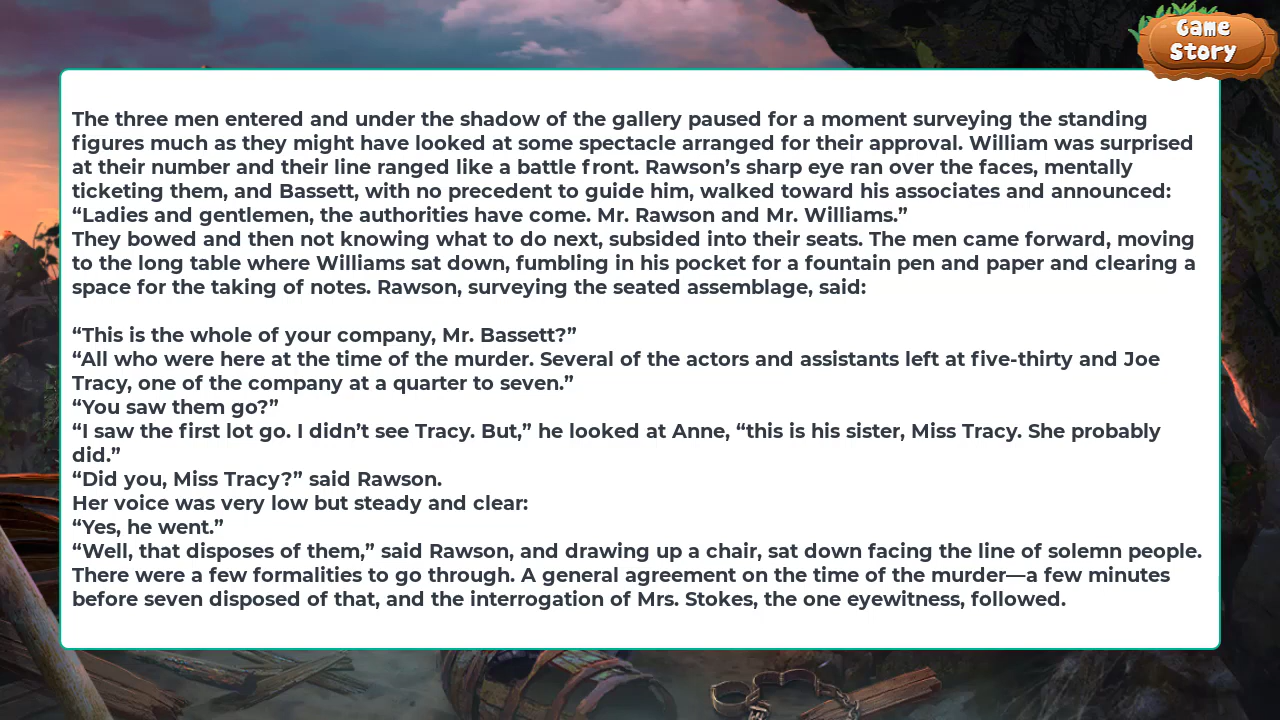 Game
Story
The three men entered and under the shadow of the gallery paused for a moment surveying the standing
figures much as they might have looked at some spectacle arranged for their approval. William was surprised
at their number and their line ranged like a battle front. Rawson’s sharp eye ran over the faces, mentally
ticketing them, and Bassett, with no precedent to guide him, walked toward his associates and announced:
“Ladies and gentlemen, the authorities have come. Mr. Rawson and Mr. Williams.”
They bowed and then not knowing what to do next, subsided into their seats. The men came forward, moving
to the long table where Williams sat down, fumbling in his pocket for a fountain pen and paper and clearing a
space for the taking of notes. Rawson, surveying the seated assemblage, said:
“This is the whole of your company, Mr. Bassett?”
“All who were here at the time of the murder. Several of the actors and assistants left at five-thirty and Joe
Tracy, one of the company at a quarter to seven.”
“You saw them go?”
“I saw the first lot go. I didn’t see Tracy. But,” he looked at Anne, “this is his sister, Miss Tracy. She probably
did.”
“Did you, Miss Tracy?” said Rawson.
Her voice was very low but steady and clear:
“Yes, he went.”
“Well, that disposes of them,” said Rawson, and drawing up a chair, sat down facing the line of solemn people.
There were a few formalities to go through. A general agreement on the time of the murder—a few minutes
before seven disposed of that, and the interrogation of Mrs. Stokes, the one eyewitness, followed.